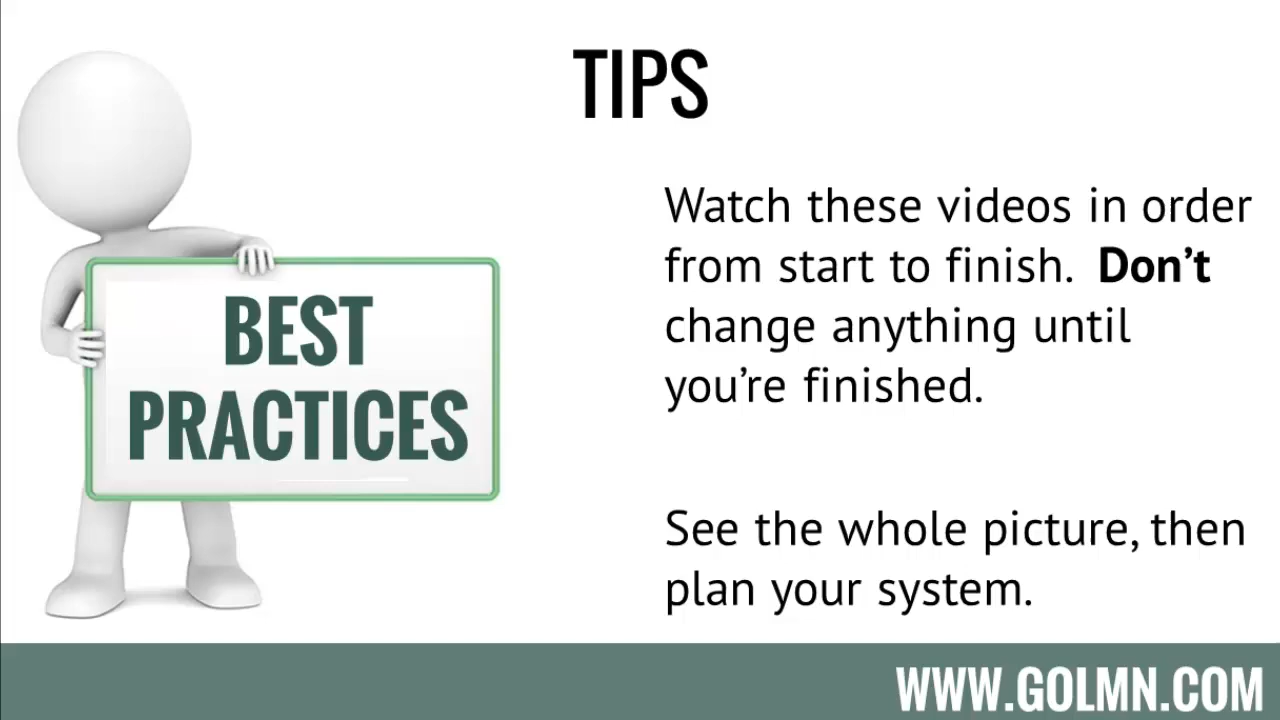 TIPS
BEST
PRACTICES
Watch these videos in order
from start to finish. Don’t
change anything until
you’re finished.
See the whole picture, then
plan your system.
WWW.GOLMN.COM